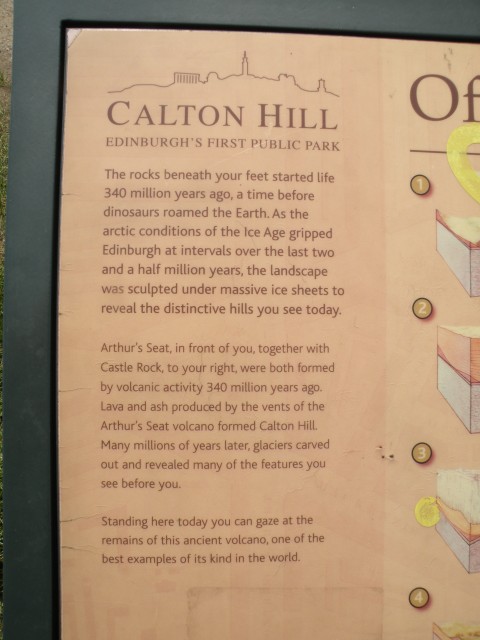 CALTON HILL
EDINBURGH'S FIRST PUBLIC PARK
The rocks beneath your feet started life
340 million years ago, a time before
dinosaurs roamed the Earth. As the
arctic conditions of the Ice Age gripped
Edinburgh at intervals over the last two
and a half million years, the landscape
was sculpted under massive ice sheets to
reveal the distinctive hills you see today.
Arthur's Seat, in front of you, together with
Castle Rock, to your right, were both formed
by volcanic activity 340 million years ago.
Lava and ash produced by the vents of the
Arthur's Seat volcano formed Calton Hill.
Many millions of years later, glaciers carved
out and revealed many of the features you
see before you.
Standing here today you can gaze at the
remains of this ancient volcano, one of the
best examples of its kind in the world.
Of
1
2
3
4